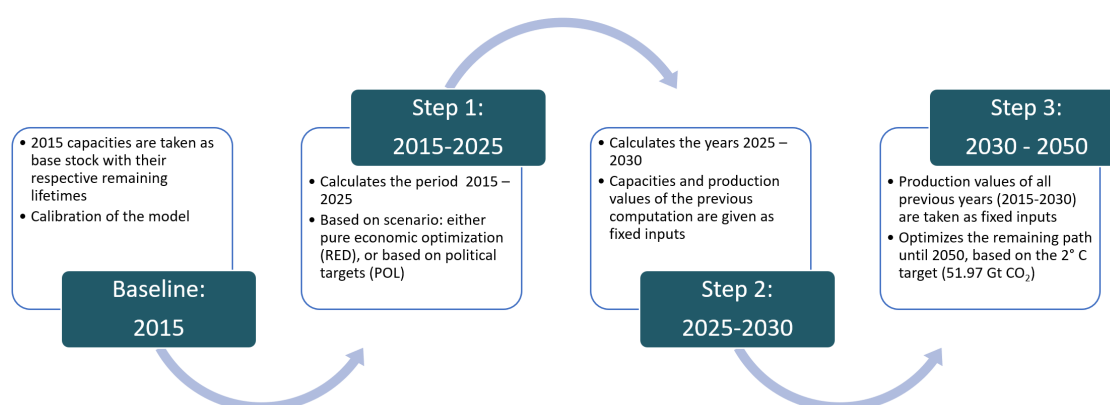 • 2015 capacities are taken as
base stock with their
respective remaining
lifetimes
• Calibration of the model
Baseline:
2015
Step 1:
2015-2025
• Calculates the period 2015 –
2025
• Based on scenario: either
pure economic optimization
(RED), or based on political
targets (POL)
• Calculates the years 2025 –
2030
• Capacities and production
values of the previous
computation are given as
fixed inputs
Step 2:
2025-2030
Step 3:
2030 - 2050
• Production values of all
previous years (2015-2030)
are taken as fixed inputs
• Optimizes the remaining path
until 2050, based on the 2° C
target (51.97 Gt CO₂)